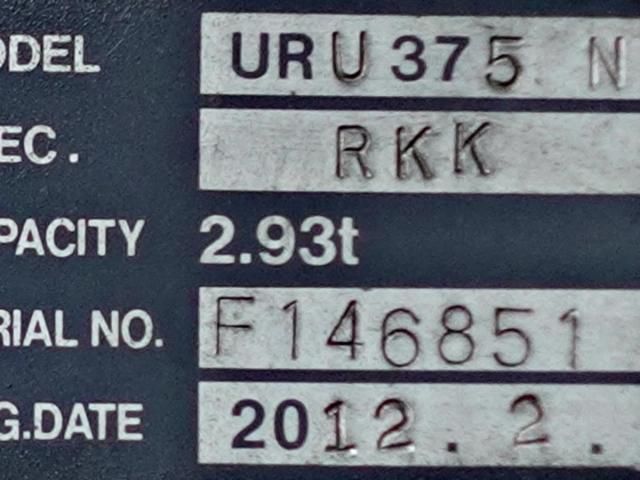 ODEL URU375 N
EC. RKK
PACITY 2.93t
RIAL NO. F146851
G.DATE 2012.2.